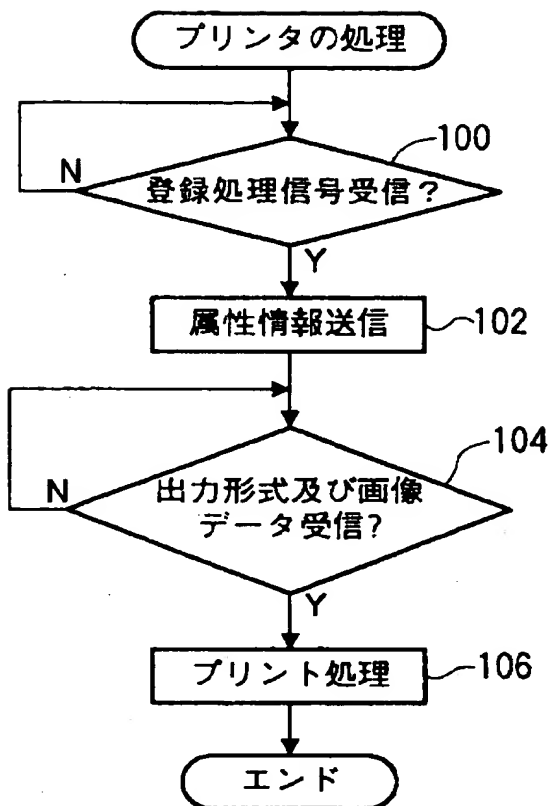 プリンタの処理
100
N
登録処理信号受信?
Y
属性情報送信
102
104
N
出力形式及び画像
データ受信?
Y
プリント処理
106
エンド